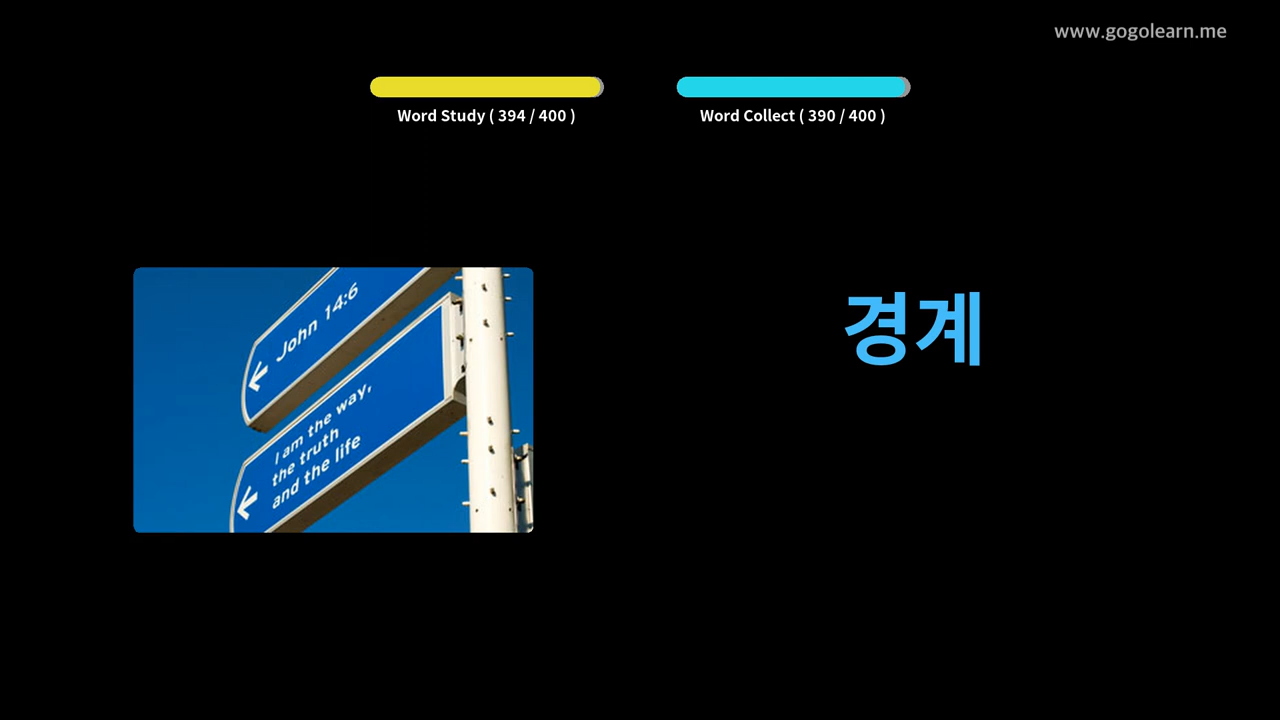 www.gogolearn.me
Word Study ( 394 / 400 )
Word Collect ( 390 / 400 )
John 14:6
I am the way,
the truth
and the life
경계